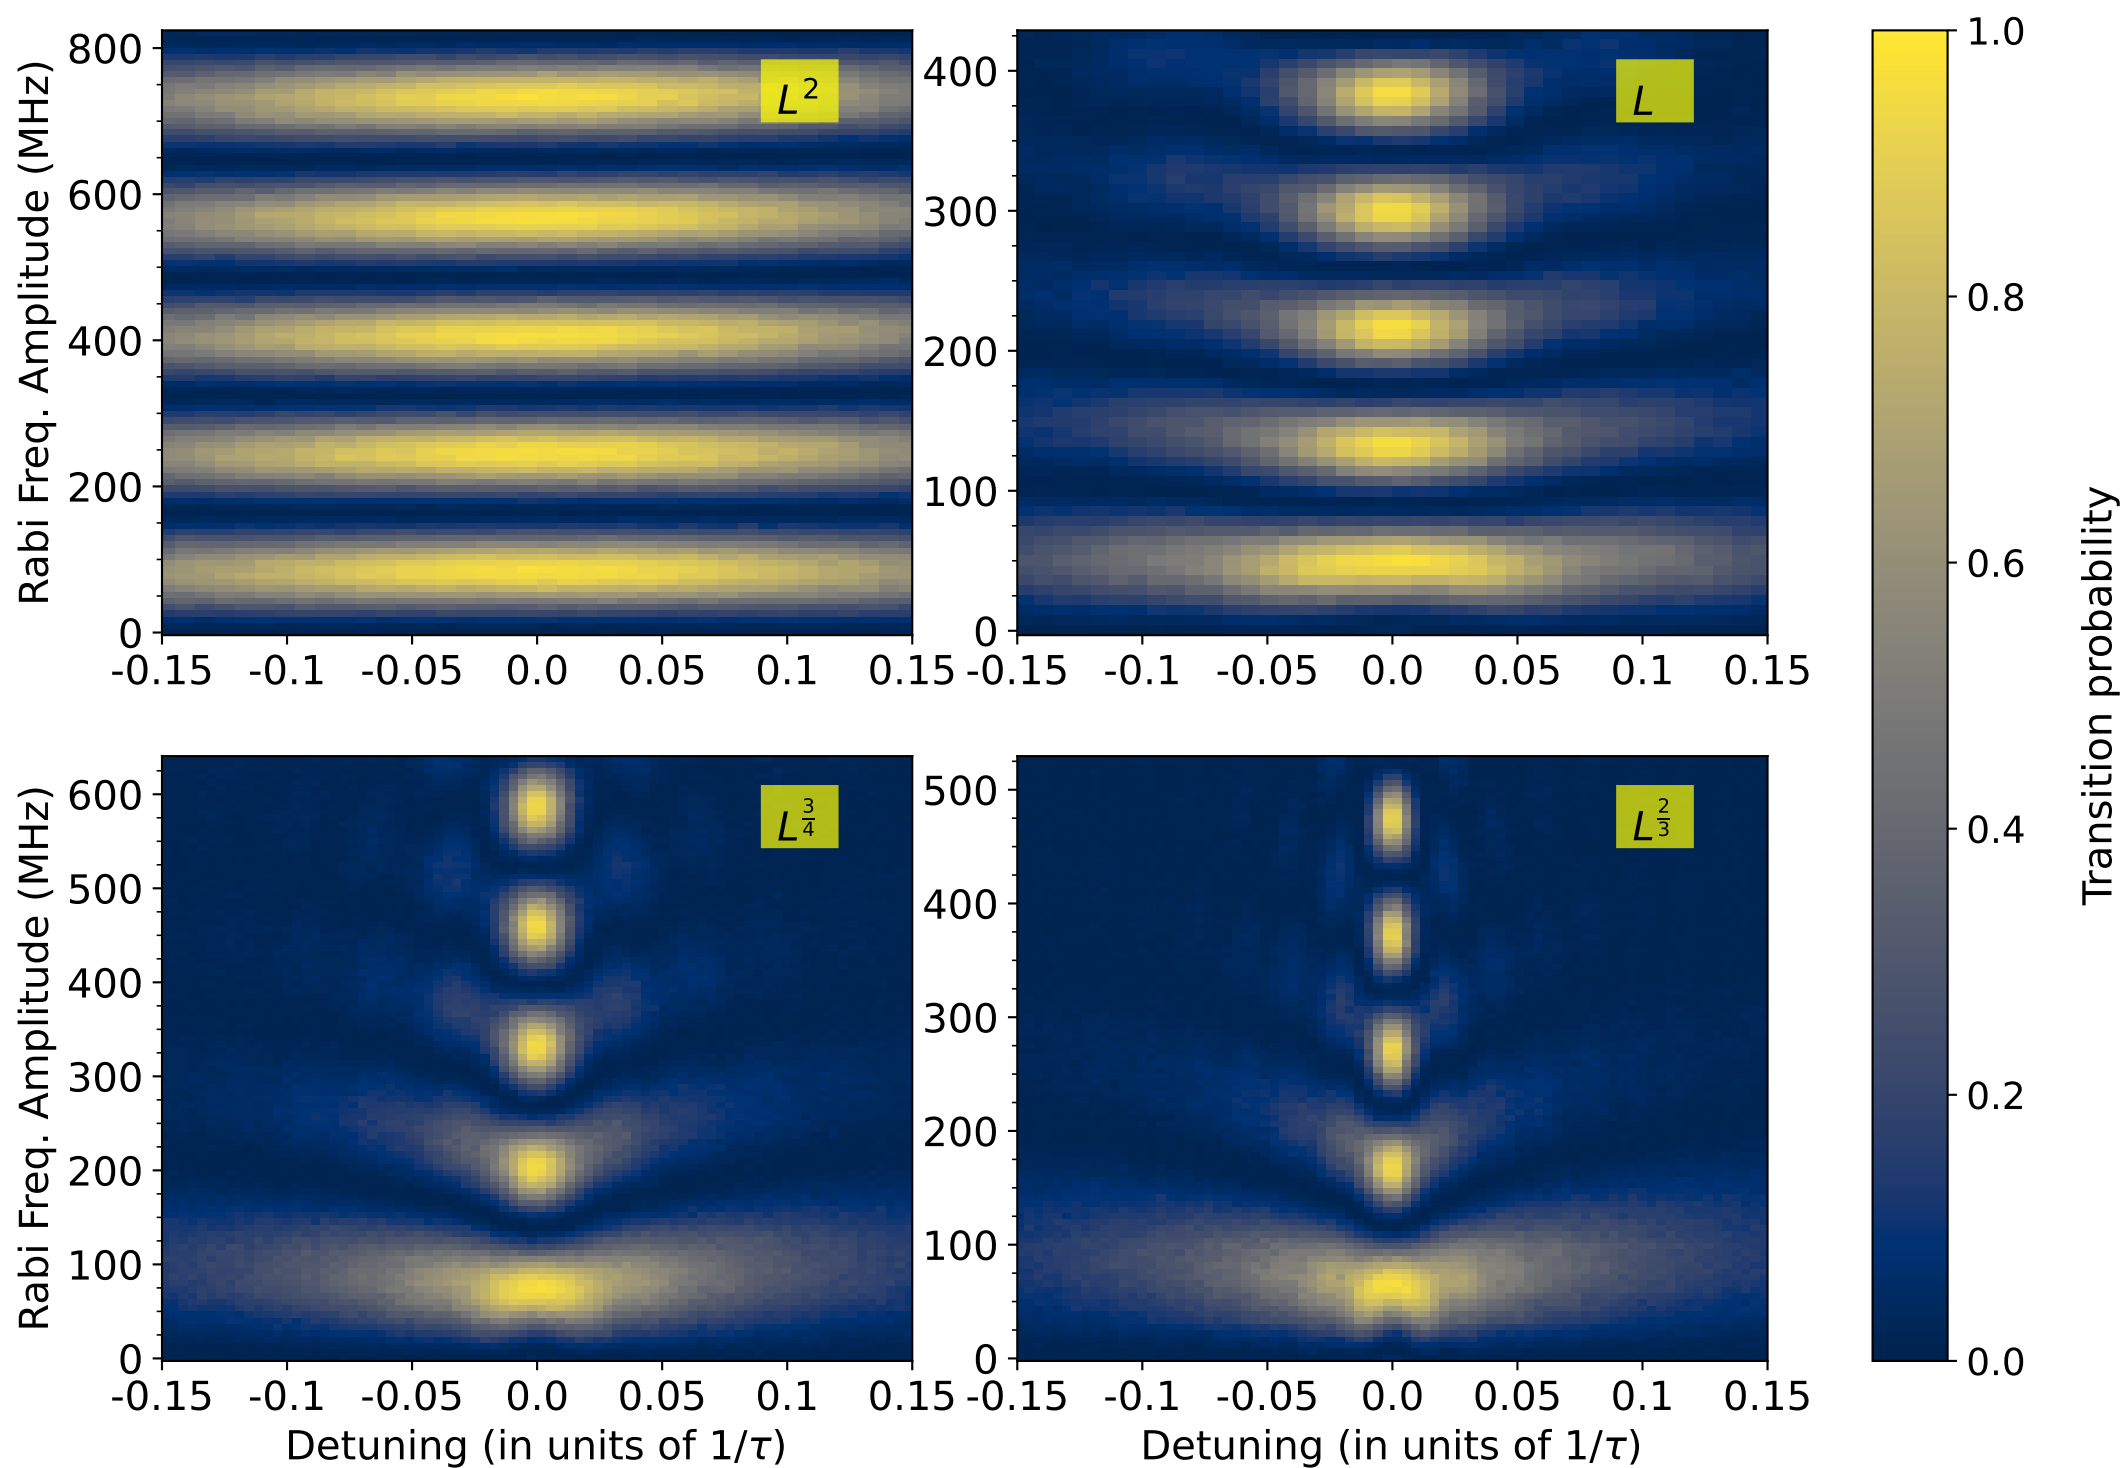 Rabi Freq. Amplitude (MHz)
800
600
400
200
0
-0.15 -0.1 -0.05 0.0 0.05 0.1 0.15
L²
400
300
200
100
0
-0.15 -0.1 -0.05 0.0 0.05 0.1 0.15
L
Rabi Freq. Amplitude (MHz)
600
500
400
300
200
100
0
-0.15 -0.1 -0.05 0.0 0.05 0.1 0.15
Detuning (in units of 1/τ)
L^{3/4}
500
400
300
200
100
0
-0.15 -0.1 -0.05 0.0 0.05 0.1 0.15
Detuning (in units of 1/τ)
L^{2/3}
1.0
0.8
0.6
0.4
0.2
0.0
Transition probability